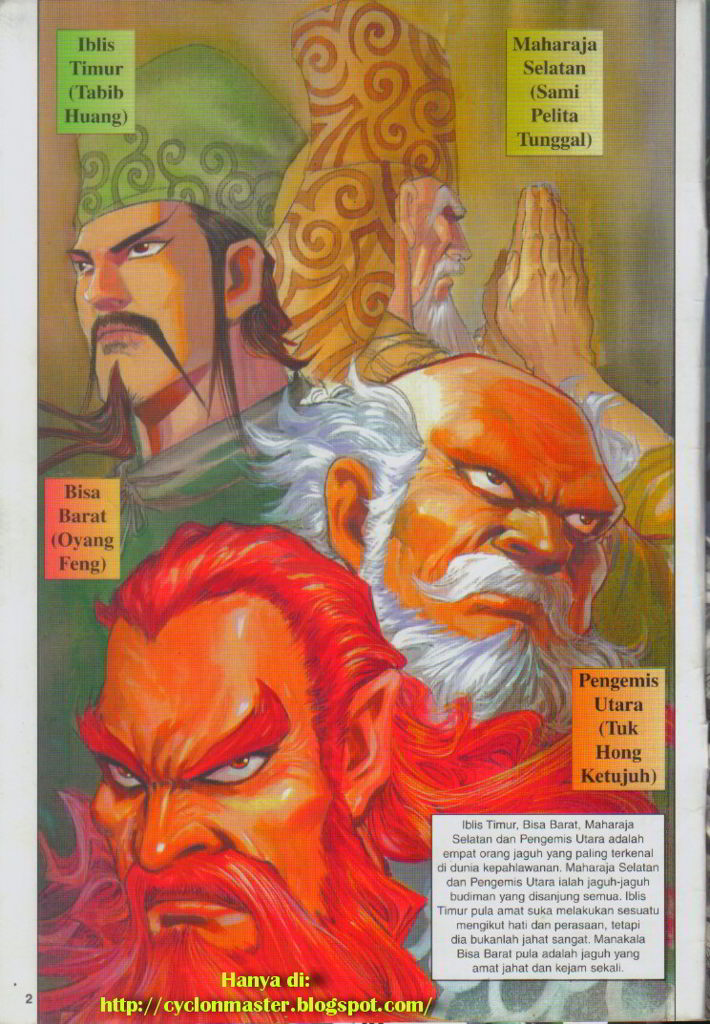 Iblis
Timur
(Tabib
Huang)
Maharaja
Selatan
(Sami
Pelita
Tunggal)
Bisa
Barat
(Oyang
Feng)
Pengemis
Utara
(Tuk
Hong
Ketujuh)
Iblis Timur, Bisa Barat, Maharaja
Selatan dan Pengemis Utara adalah
empat orang jaguh yang paling terkenal
di dunia kepahlawanan. Maharaja Selatan
dan Pengemis Utara ialah jaguh-jaguh
budiman yang disanjung semua. Iblis
Timur pula amat suka melakukan sesuatu
mengikut hati dan perasaan, tetapi
dia bukanlah jahat sangat. Manakala
Bisa Barat pula adalah jaguh yang
amat jahat dan kejam sekali.
Hanya di:
http://cyclonmaster.blogspot.com/
2